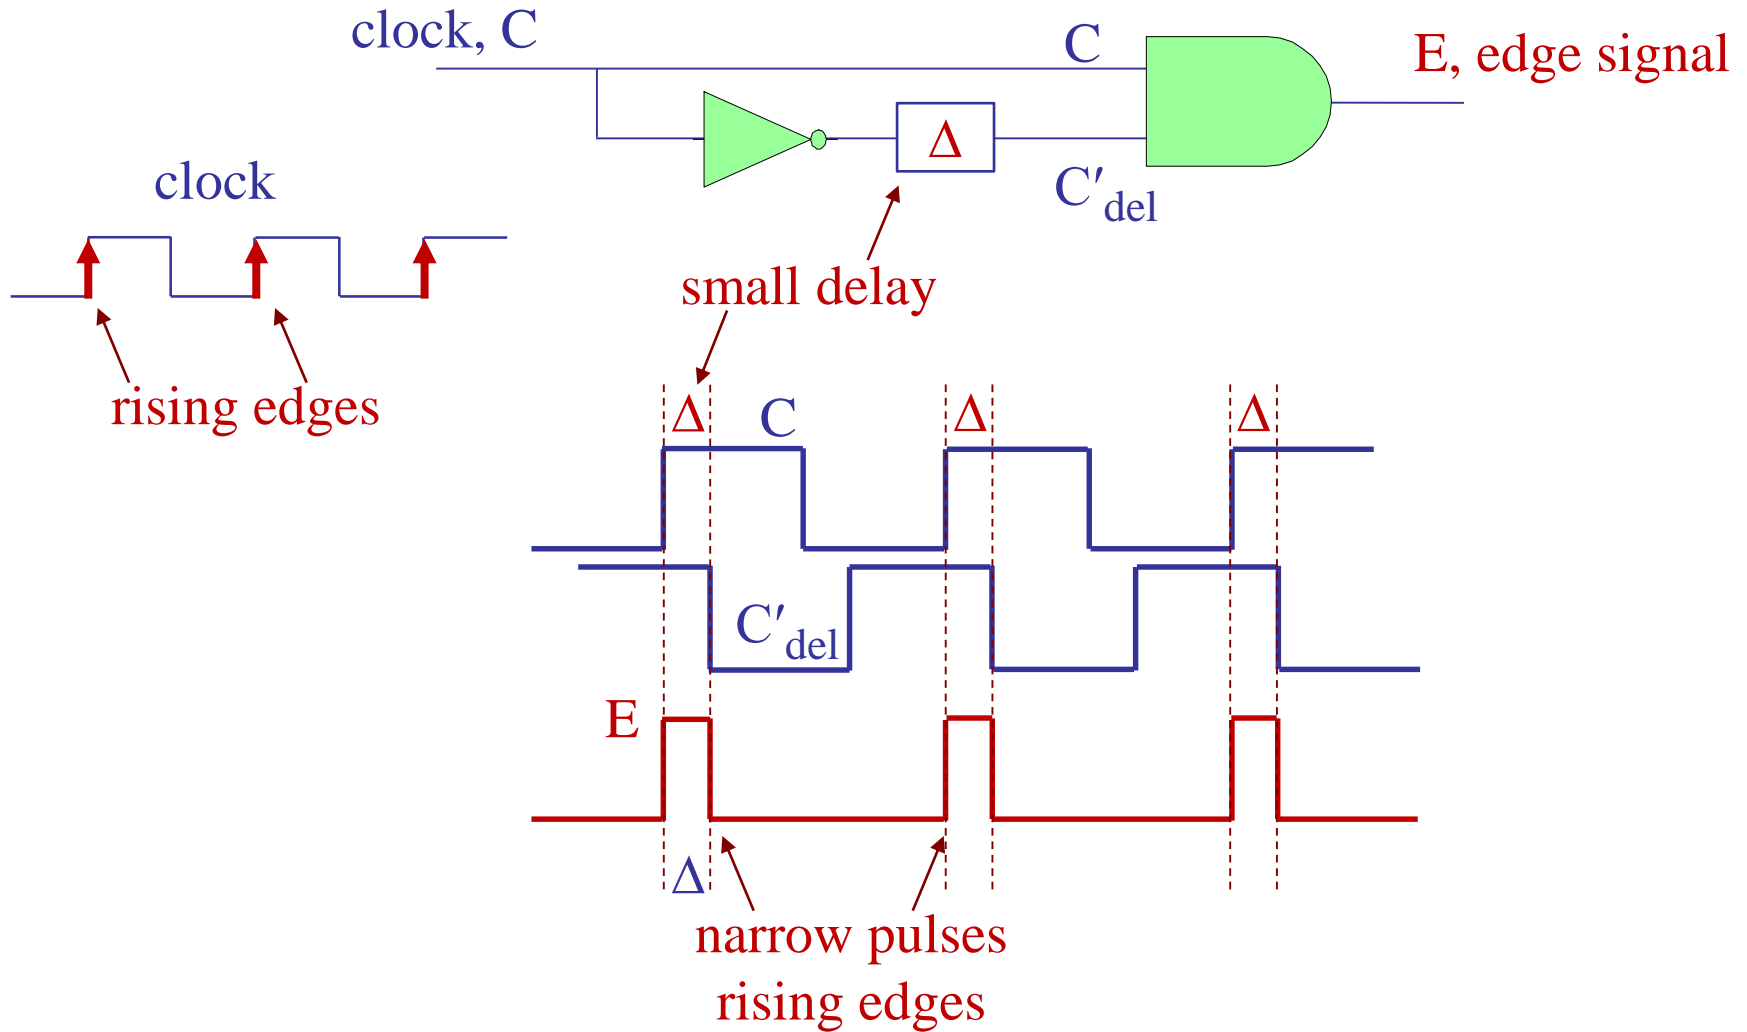 clock, C
C
E, edge signal
Δ
clock
C′del
small delay
rising edges
Δ
C
Δ
Δ
C′del
E
Δ
narrow pulses
rising edges